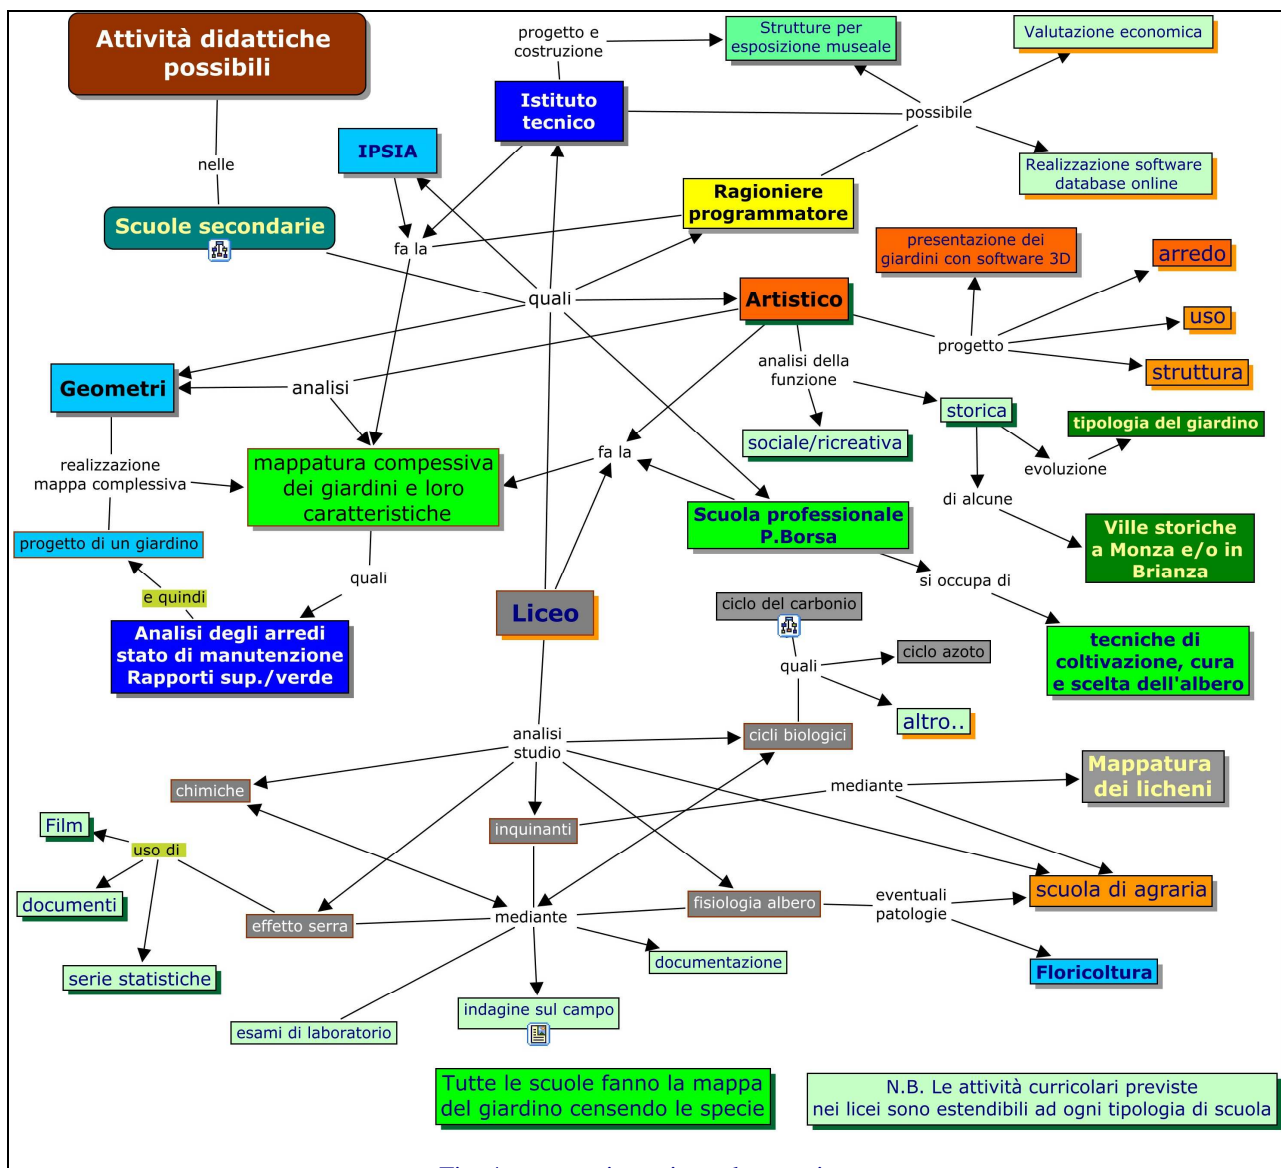 Attività didattiche
possibili
nelle
Scuole secondarie
progetto e
costruzione
Strutture per
esposizione museale
Valutazione economica
Istituto
tecnico
possibile
IPSIA
Realizzazione software
database online
Ragioniere
programmatore
fa la
presentazione dei
giardini con software 3D
arredo
quali
Artistico
uso
progetto
struttura
analisi della
funzione
Geometri
analisi
storica
tipologia del giardino
sociale/ricreativa
evoluzione
realizzazione
mappa complessiva
mappatura compessiva
dei giardini e loro
caratteristiche
fa la
di alcune
Scuola professionale
P.Borsa
Ville storiche
a Monza e/o in
Brianza
progetto di un giardino
quali
si occupa di
e quindi
Liceo
ciclo del carbonio
Analisi degli arredi
stato di manutenzione
Rapporti sup./verde
ciclo azoto
quali
tecniche di
coltivazione, cura
e scelta dell'albero
altro..
analisi
studio
cicli biologici
chimiche
mediante
Mappatura
dei licheni
Film
uso di
inquinanti
documenti
effetto serra
mediante
fisiologia albero
eventuali
patologie
scuola di agraria
serie statistiche
documentazione
Floricoltura
esami di laboratorio
indagine sul campo
Tutte le scuole fanno la mappa
del giardino censendo le specie
N.B. Le attività curricolari previste
nei licei sono estendibili ad ogni tipologia di scuola